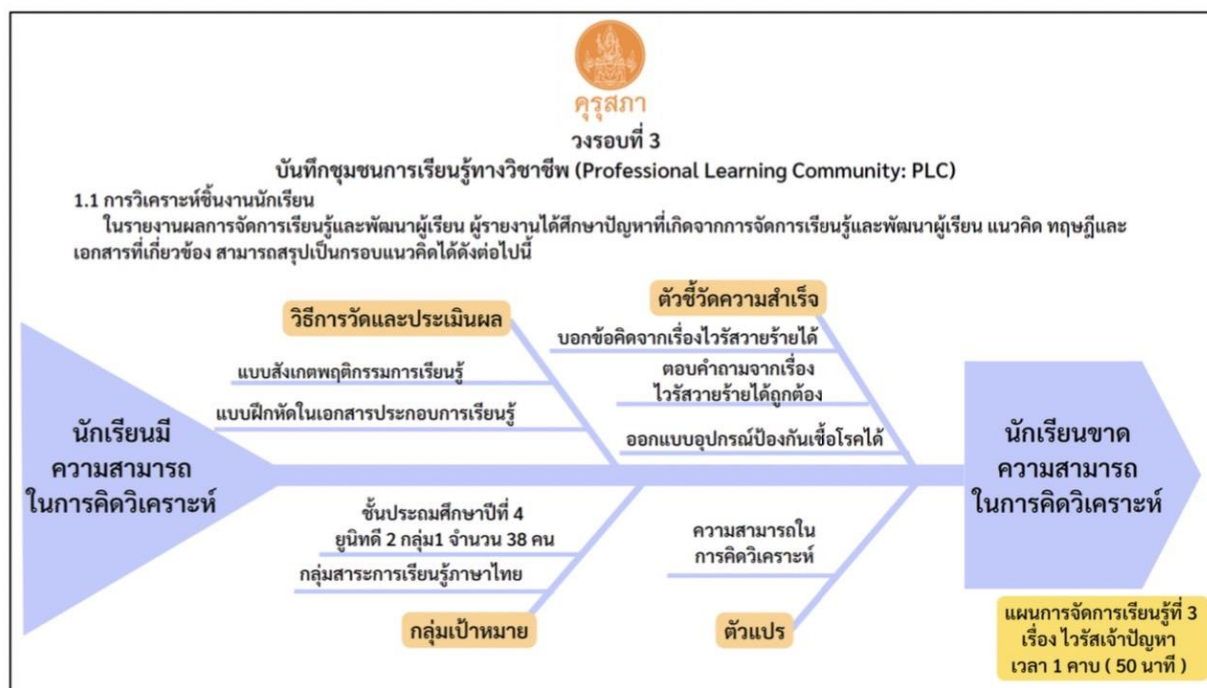 คุรุสภา
วงรอบที่ 3
บันทึกชุมชนการเรียนรู้ทางวิชาชีพ (Professional Learning Community: PLC)
1.1 การวิเคราะห์ชิ้นงานนักเรียน
ในรายงานผลการจัดการเรียนรู้และพัฒนาผู้เรียน ผู้รายงานได้ศึกษาปัญหาที่เกิดจากการจัดการเรียนรู้และพัฒนาผู้เรียน แนวคิด ทฤษฎีและ
เอกสารที่เกี่ยวข้อง สามารถสรุปเป็นกรอบแนวคิดได้ดังต่อไปนี้
วิธีการวัดและประเมินผล
แบบสังเกตพฤติกรรมการเรียนรู้
แบบฝึกหัดในเอกสารประกอบการเรียนรู้
ตัวชี้วัดความสำเร็จ
บอกข้อคิดจากเรื่องไวรัสวายร้ายได้
ตอบคำถามจากเรื่อง
ไวรัสวายร้ายได้ถูกต้อง
ออกแบบอุปกรณ์ป้องกันเชื้อโรคได้
นักเรียนมี
ความสามารถ
ในการคิดวิเคราะห์
นักเรียนขาด
ความสามารถ
ในการคิดวิเคราะห์
ชั้นประถมศึกษาปีที่ 4
ยูนิทดี 2 กลุ่ม1 จำนวน 38 คน
กลุ่มสาระการเรียนรู้ภาษาไทย
กลุ่มเป้าหมาย
ความสามารถใน
การคิดวิเคราะห์
ตัวแปร
แผนการจัดการเรียนรู้ที่ 3
เรื่อง ไวรัสเจ้าปัญหา
เวลา 1 คาบ ( 50 นาที )